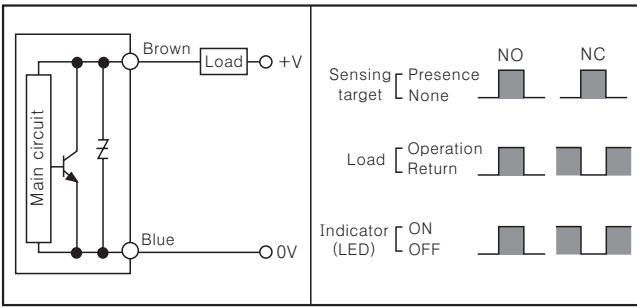 Brown
Load
+V
Main circuit
Blue
0V
NO NC
Sensing target
Presence
None
Load
Operation
Return
Indicator (LED)
ON
OFF